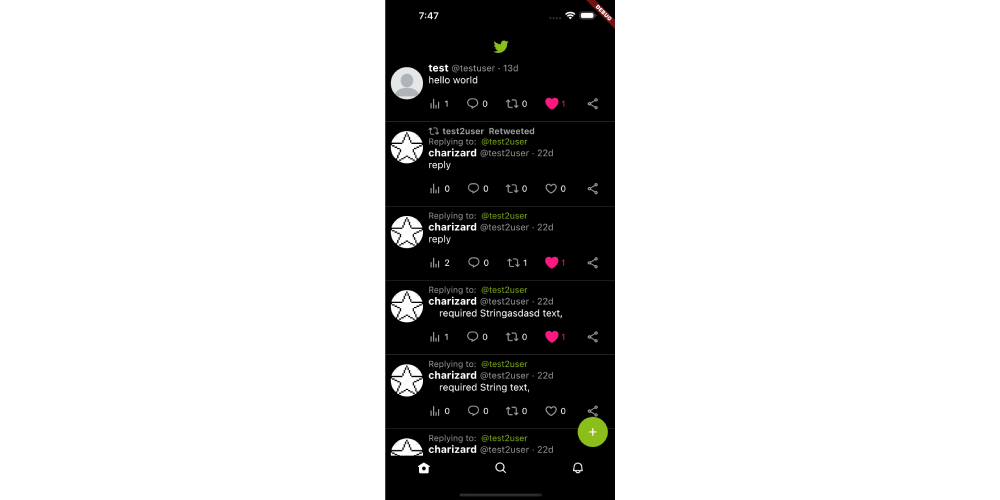 7:47
DEBUG
test @testuser · 13d
hello world
1 0 0 1
test2user Retweeted
Replying to: @test2user
charizard @test2user · 22d
reply
0 0 0 0
Replying to: @test2user
charizard @test2user · 22d
reply
2 0 1 1
Replying to: @test2user
charizard @test2user · 22d
required Stringasdasd text,
1 0 0 1
Replying to: @test2user
charizard @test2user · 22d
required String text,
0 0 0 0
Replying to: @test2user
charizard @test2user · 22d